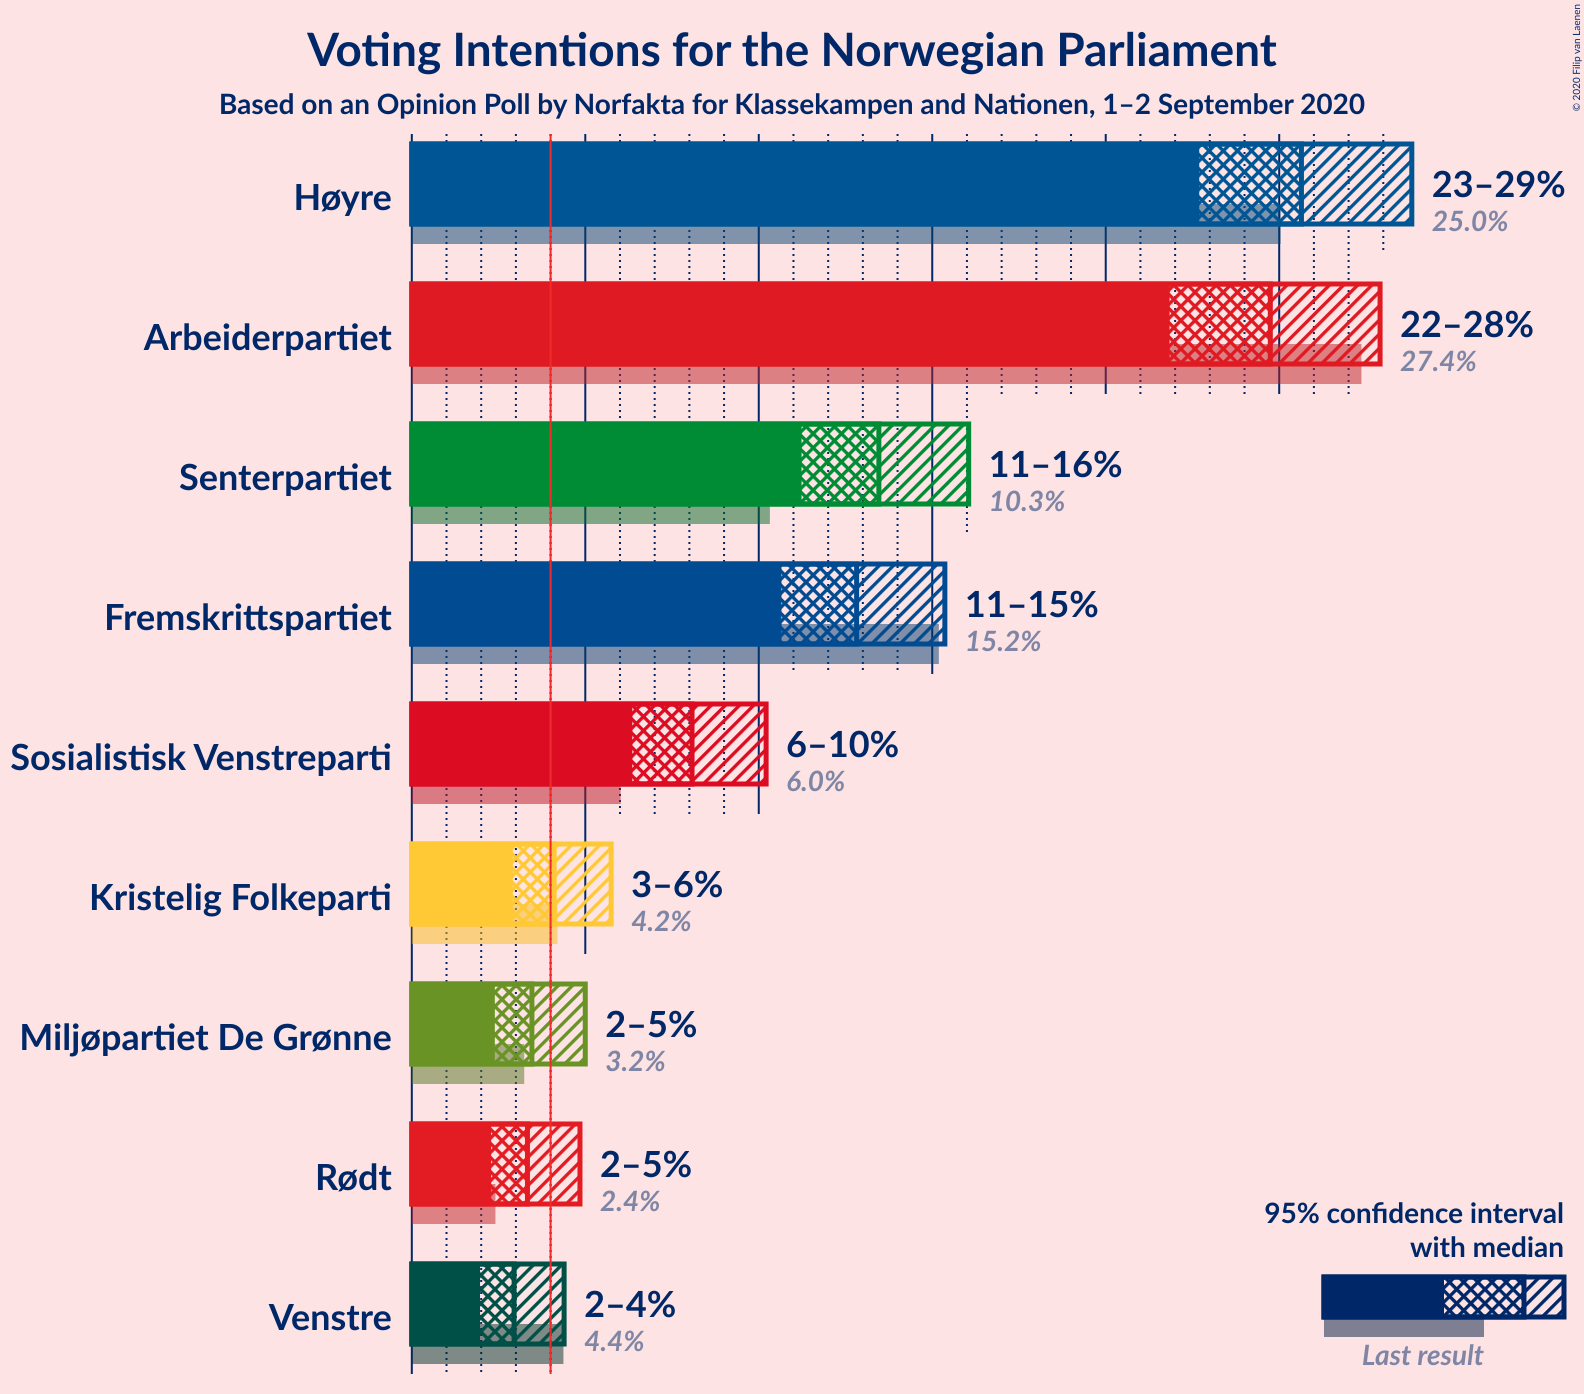 Voting Intentions for the Norwegian Parliament
Based on an Opinion Poll by Norfakta for Klassekampen and Nationen, 1–2 September 2020
© 2020 Filip van Laenen
Høyre
23–29%
25.0%
Arbeiderpartiet
22–28%
27.4%
Senterpartiet
11–16%
10.3%
Fremskrittspartiet
11–15%
15.2%
Sosialistisk Venstreparti
6–10%
6.0%
Kristelig Folkeparti
3–6%
4.2%
Miljøpartiet De Grønne
2–5%
3.2%
Rødt
2–5%
2.4%
Venstre
2–4%
4.4%
95% confidence interval
with median
Last result